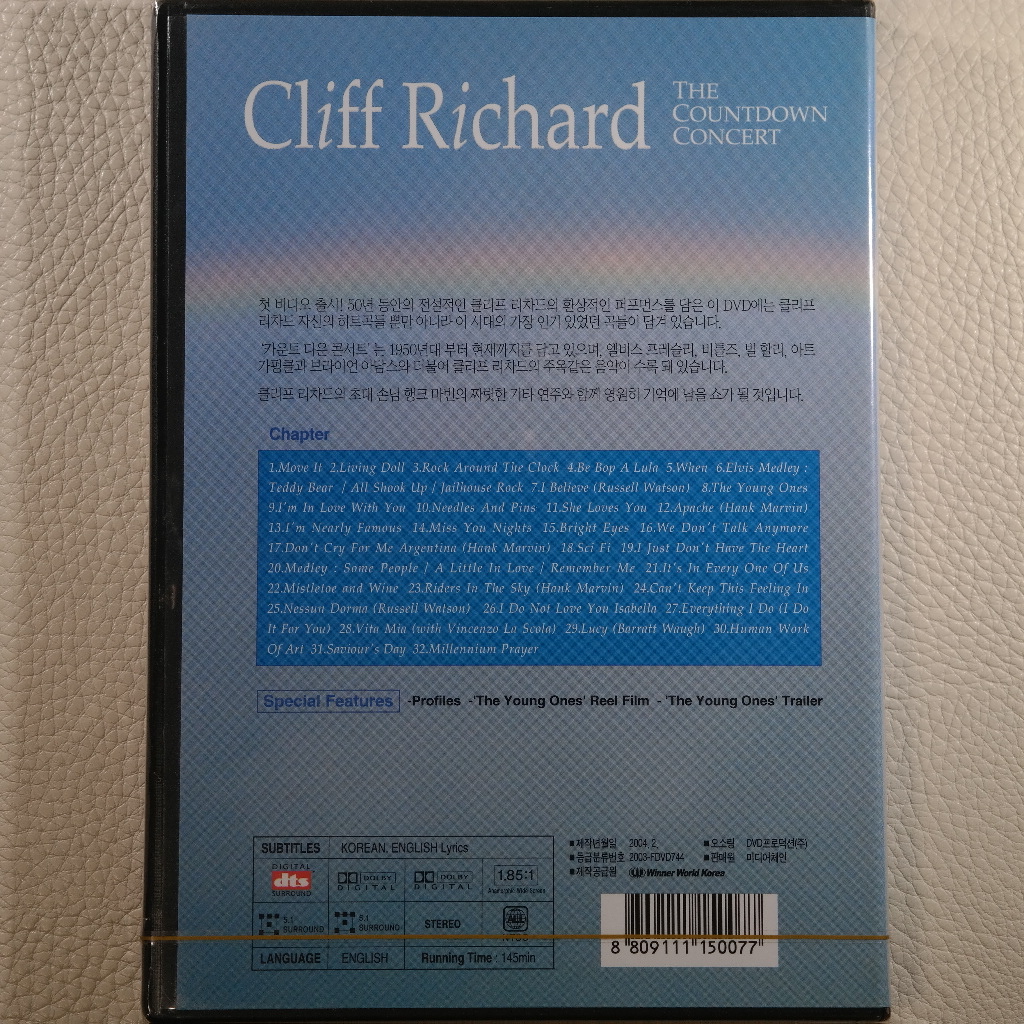 Cliff Richard
THE
COUNTDOWN
CONCERT
첫 비디오 출시! 50년 동안의 전설적인 클리프 리차드의 환상적인 퍼포먼스를 담은 이 DVD에는 클리프
리차드 자신의 히트곡들 뿐만 아니라 이 시대의 가장 인기 있었던 곡들이 담겨 있습니다.
'카운트 다운 콘서트' 는 1950년대 부터 현재까지를 담고 있으며, 엘비스 프레슬리, 비틀즈, 빌 할리, 아트
가펑클과 브라이언 아담스와 더불어 클리프 리차드의 주옥같은 음악이 수록 돼 있습니다.
클리프 리차드의 초대 손님 행크 마빈의 짜릿한 기타 연주와 함께 영원히 기억에 남을 쇼가 될 것입니다.
Chapter
1.Move It 2.Living Doll 3.Rock Around The Clock 4.Be Bop A Lula 5.When 6.Elvis Medley :
Teddy Bear / All Shook Up / Jailhouse Rock 7.I Believe (Russell Watson) 8.The Young Ones
9.I'm In Love With You 10.Needles And Pins 11.She Loves You 12.Apache (Hank Marvin)
13.I'm Nearly Famous 14.Miss You Nights 15.Bright Eyes 16.We Don't Talk Anymore
17.Don't Cry For Me Argentina (Hank Marvin) 18.Sci Fi 19.I Just Don't Have The Heart
20.Medley : Some People / A Little In Love / Remember Me 21.It's In Every One Of Us
22.Mistletoe and Wine 23.Riders In The Sky (Hank Marvin) 24.Can't Keep This Feeling In
25.Nessun Dorma (Russell Watson) 26.I Do Not Love You Isabella 27.Everything I Do (I Do
It For You) 28.Vita Mia (with Vincenzo La Scola) 29.Lucy (Barratt Waugh) 30.Human Work
Of Art 31.Saviour's Day 32.Millennium Prayer
Special Features -Profiles -'The Young Ones' Reel Film - 'The Young Ones' Trailer
SUBTITLES KOREAN, ENGLISH Lyrics
DIGITAL dts SURROUND DOLBY DIGITAL DOLBY DIGITAL 1.85:1 Anamorphic Wide Screen
5.1 SURROUND 5.1 SURROUND STEREO ALL NTSC
LANGUAGE ENGLISH Running Time : 145min
■제작년월일 2004. 2. ■오소링 DVD프로덕션(주)
■등급분류번호 2003-FDVD744 ■판매원 미디어체인
■제작공급원 Winner World Korea
8 809111 150077